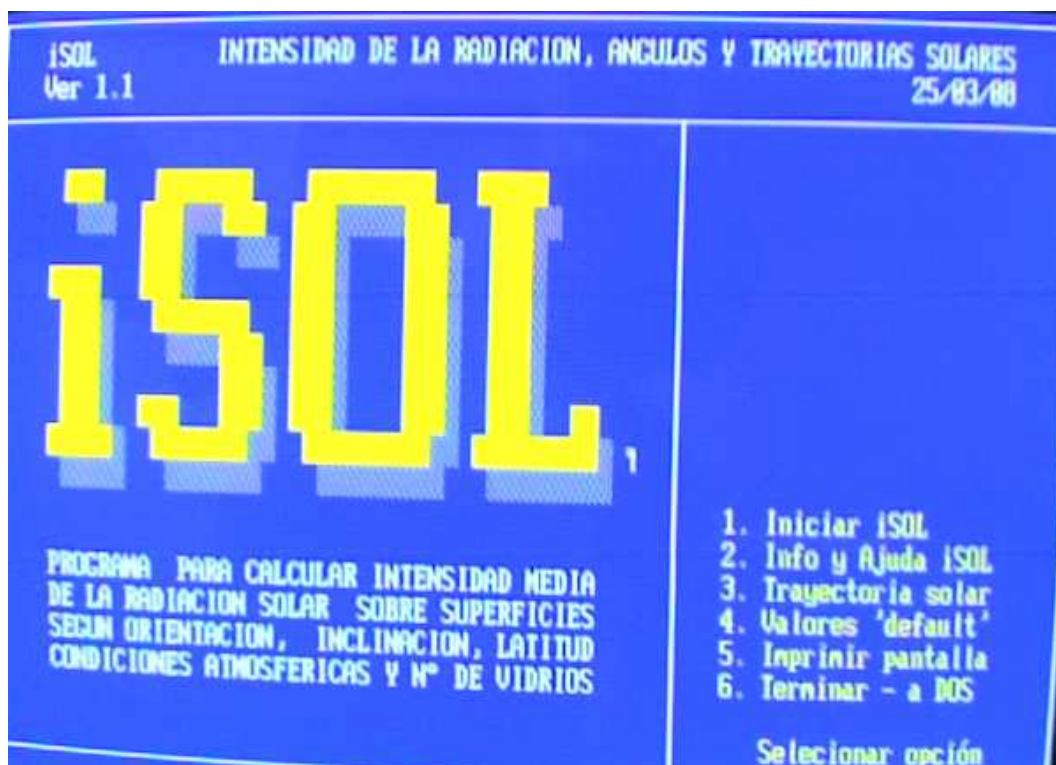 iSOL INTENSIDAD DE LA RADIACION, ANGULOS Y TRAYECTORIAS SOLARES
Ver 1.1 25/03/08
iSOL
1
PROGRAMA PARA CALCULAR INTENSIDAD MEDIA
DE LA RADIACION SOLAR SOBRE SUPERFICIES
SEGUN ORIENTACION, INCLINACION, LATITUD
CONDICIONES ATMOSFERICAS Y Nº DE VIDRIOS
1. Iniciar iSOL
2. Info y Ajuda iSOL
3. Trayectoria solar
4. Valores 'default'
5. Imprimir pantalla
6. Terminar - a DOS
Selecionar opción